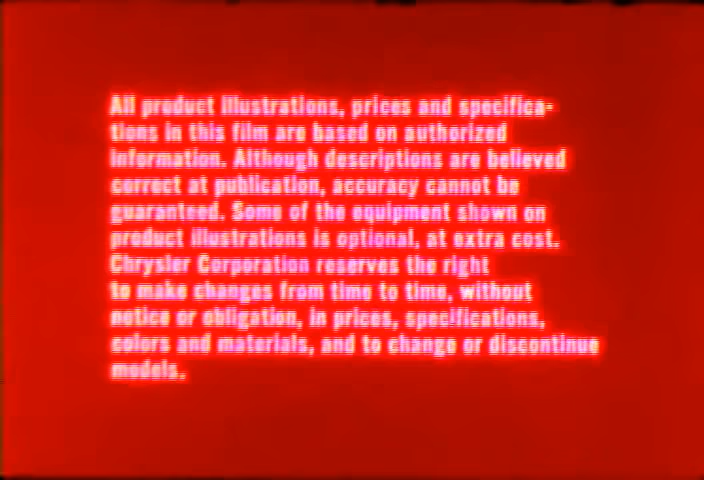 All product illustrations, prices and specifica-
tions in this film are based on authorized
information. Although descriptions are believed
correct at publication, accuracy cannot be
guaranteed. Some of the equipment shown on
product illustrations is optional, at extra cost.
Chrysler Corporation reserves the right
to make changes from time to time, without
notice or obligation, in prices, specifications,
colors and materials, and to change or discontinue
models.